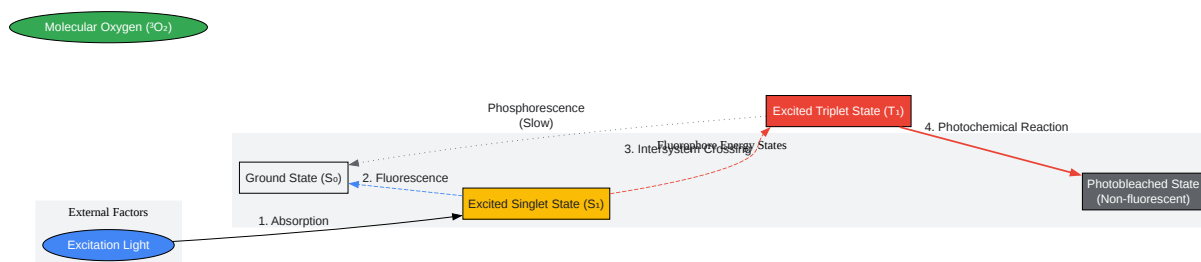 Molecular Oxygen (³O₂)
Excited Triplet State (T₁)
Phosphorescence
(Slow)
4. Photochemical Reaction
3. Intersystem Crossing
Fluorophore Energy States
Ground State (S₀)
2. Fluorescence
Photobleached State
(Non-fluorescent)
Excited Singlet State (S₁)
External Factors
1. Absorption
Excitation Light